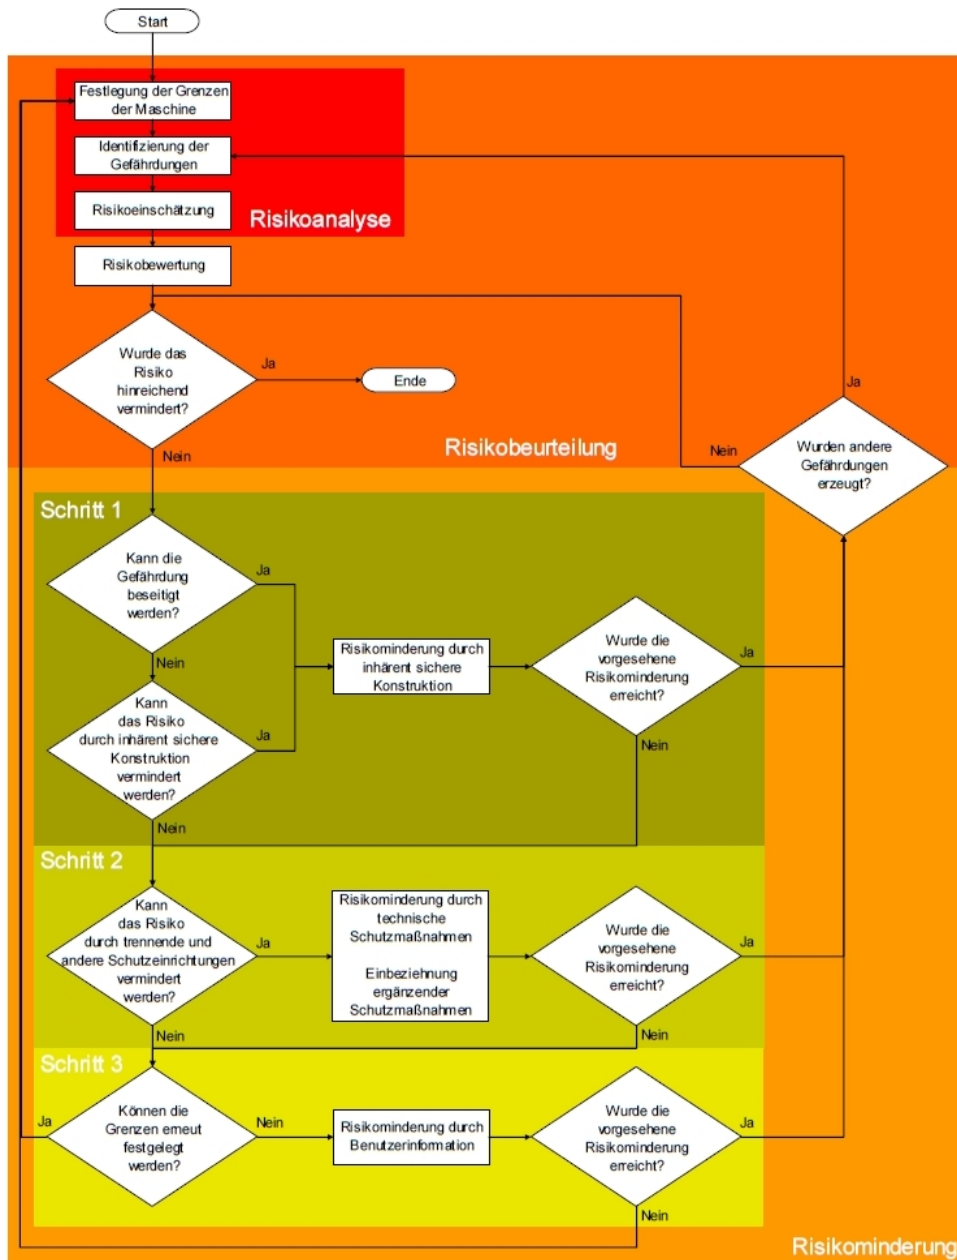 Start
Festlegung der Grenzen
der Maschine
Identifizierung der
Gefährdungen
Risikoeinschätzung
Risikoanalyse
Risikobewertung
Wurde das
Risiko
hinreichend
vermindert?
Ja
Ende
Nein
Risikobeurteilung
Ja
Nein
Wurden andere
Gefährdungen
erzeugt?
Schritt 1
Kann die
Gefährdung
beseitigt
werden?
Ja
Nein
Kann
das Risiko
durch inhärent sichere
Konstruktion
vermindert
werden?
Ja
Nein
Risikominderung durch
inhärent sichere
Konstruktion
Wurde die
vorgesehene
Risikominderung
erreicht?
Ja
Nein
Schritt 2
Kann
das Risiko
durch trennende und
andere Schutzeinrichtungen
vermindert
werden?
Ja
Nein
Risikominderung durch
technische
Schutzmaßnahmen
Einbeziehnung
ergänzender
Schutzmaßnahmen
Wurde die
vorgesehene
Risikominderung
erreicht?
Ja
Nein
Schritt 3
Ja
Können die
Grenzen erneut
festgelegt
werden?
Nein
Risikominderung durch
Benutzerinformation
Wurde die
vorgesehene
Risikominderung
erreicht?
Ja
Nein
Risikominderung